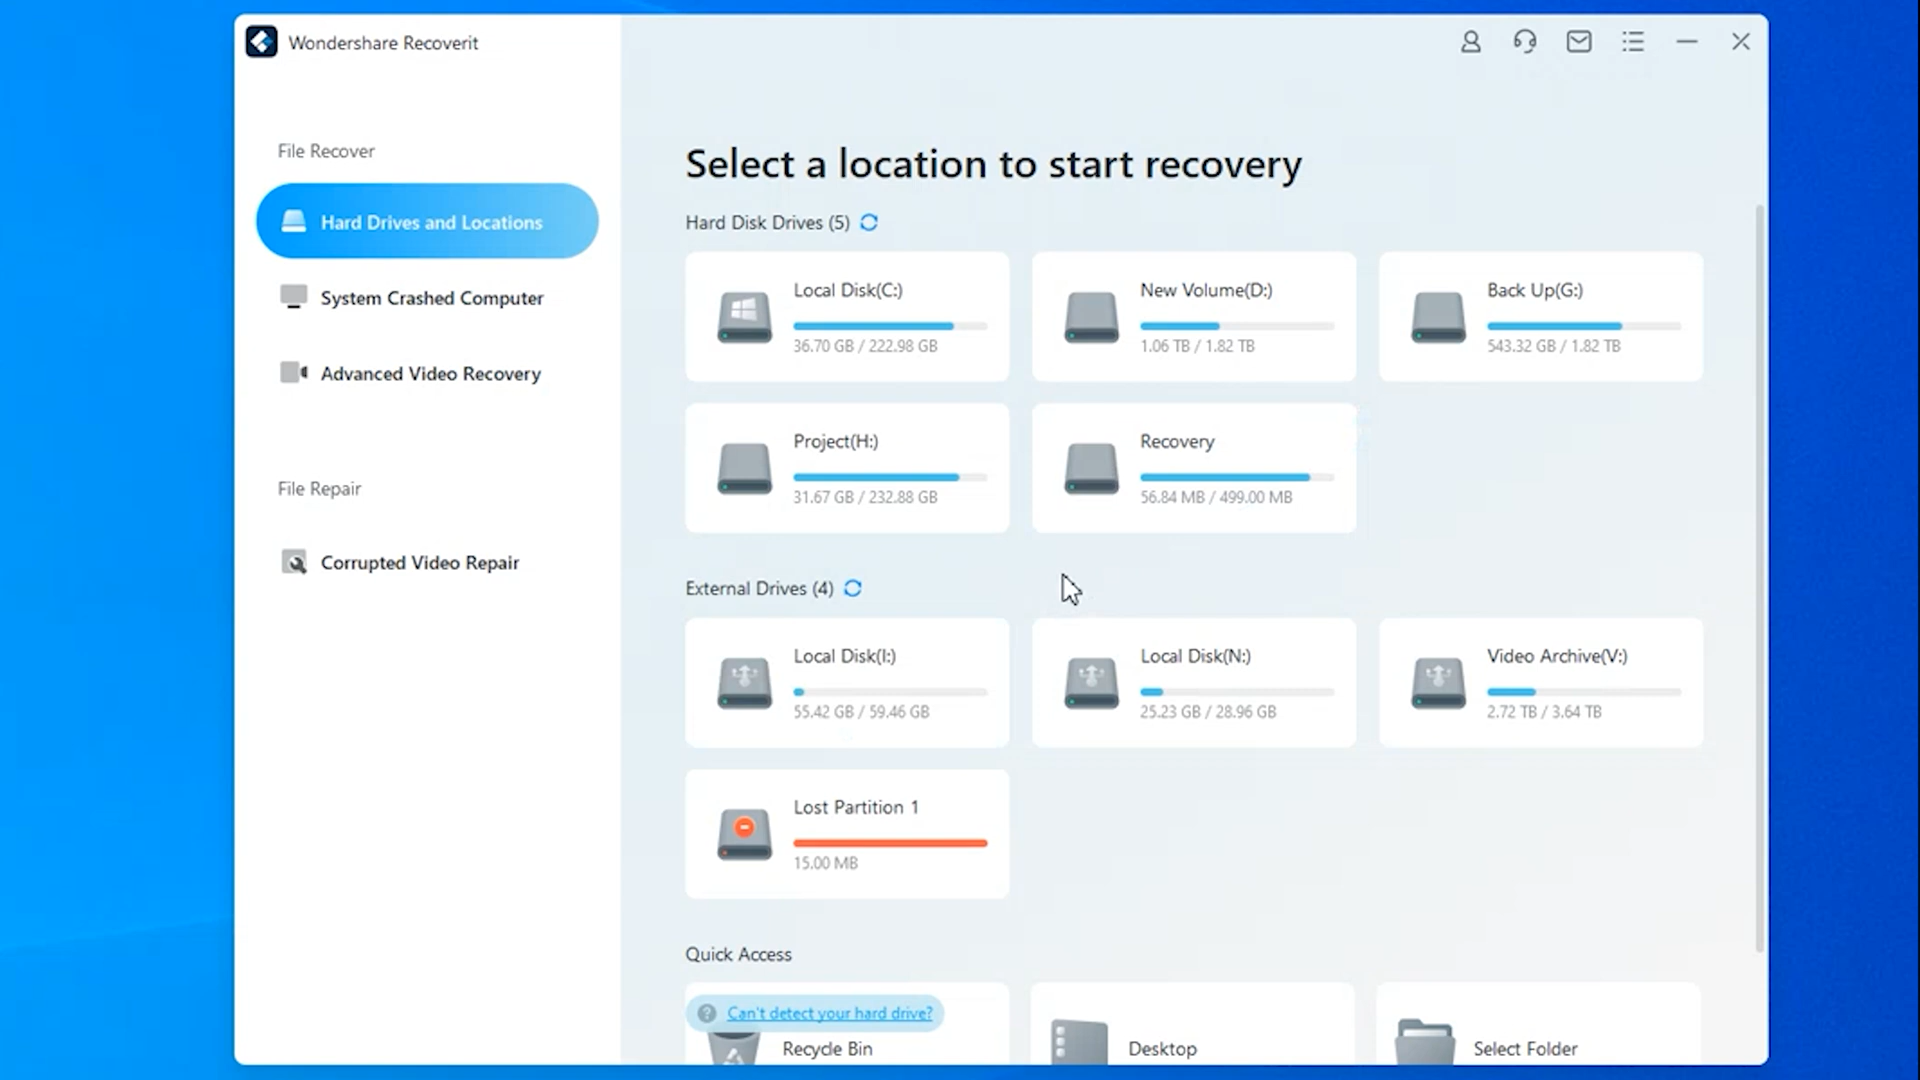 Wondershare Recoverit
File Recover
Hard Drives and Locations
System Crashed Computer
Advanced Video Recovery
File Repair
Corrupted Video Repair
Select a location to start recovery
Hard Disk Drives (5)
Local Disk(C:)
36.70 GB / 222.98 GB
New Volume(D:)
1.06 TB / 1.82 TB
Back Up(G:)
543.32 GB / 1.82 TB
Project(H:)
31.67 GB / 232.88 GB
Recovery
56.84 MB / 499.00 MB
External Drives (4)
Local Disk(I:)
55.42 GB / 59.46 GB
Local Disk(N:)
25.23 GB / 28.96 GB
Video Archive(V:)
2.72 TB / 3.64 TB
Lost Partition 1
15.00 MB
Quick Access
? Can't detect your hard drive?
Recycle Bin
Desktop
Select Folder